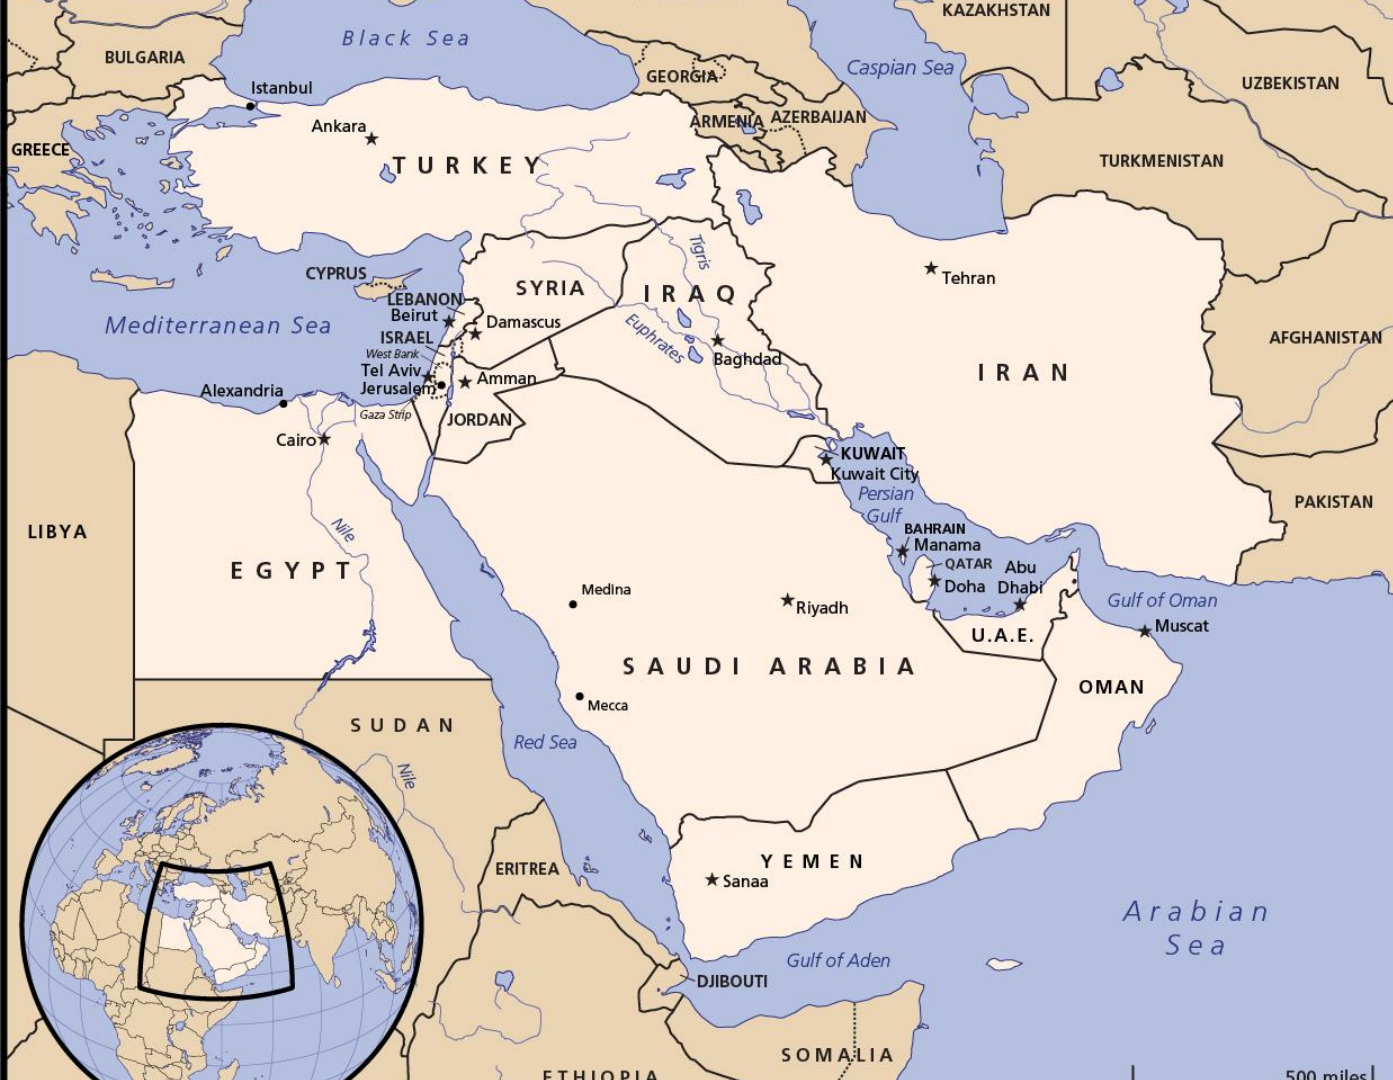 KAZAKHSTAN
Black Sea
BULGARIA
GEORGIA
Caspian Sea
UZBEKISTAN
Istanbul
Ankara
ARMENIA
AZERBAIJAN
GREECE
TURKEY
TURKMENISTAN
Tigris
CYPRUS
SYRIA
IRAQ
Tehran
LEBANON
Beirut
Mediterranean Sea
Damascus
Euphrates
ISRAEL
West Bank
AFGHANISTAN
Baghdad
Tel Aviv
Jerusalem
Amman
IRAN
Alexandria
Gaza Strip
JORDAN
Cairo
KUWAIT
Kuwait City
Persian
Gulf
PAKISTAN
LIBYA
Nile
BAHRAIN
Manama
QATAR
Doha
Abu
Dhabi
EGYPT
Medina
Riyadh
Gulf of Oman
Muscat
U.A.E.
SAUDI ARABIA
OMAN
Mecca
SUDAN
Red Sea
Nile
ERITREA
YEMEN
Sanaa
Arabian
Sea
Gulf of Aden
DJIBOUTI
SOMALIA
ETHIOPIA
500 miles